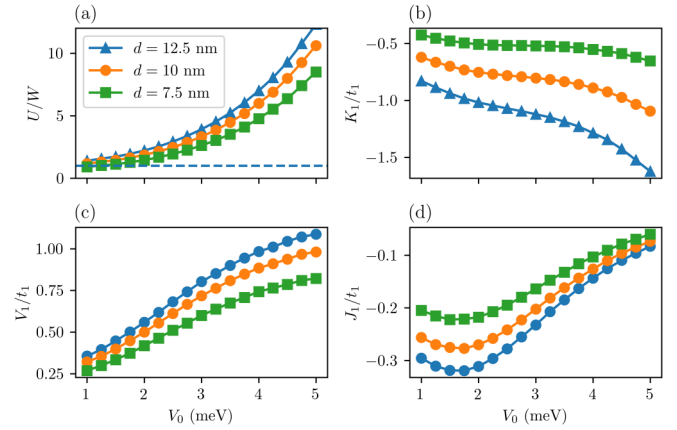 (a)
(b)
10
5
0
U/W
d = 12.5 nm
d = 10 nm
d = 7.5 nm
−0.5
−1.0
−1.5
K₁/t₁
(c)
(d)
1.00
0.75
0.50
0.25
V₁/t₁
1 2 3 4 5
V₀ (meV)
−0.1
−0.2
−0.3
J₁/t₁
1 2 3 4 5
V₀ (meV)